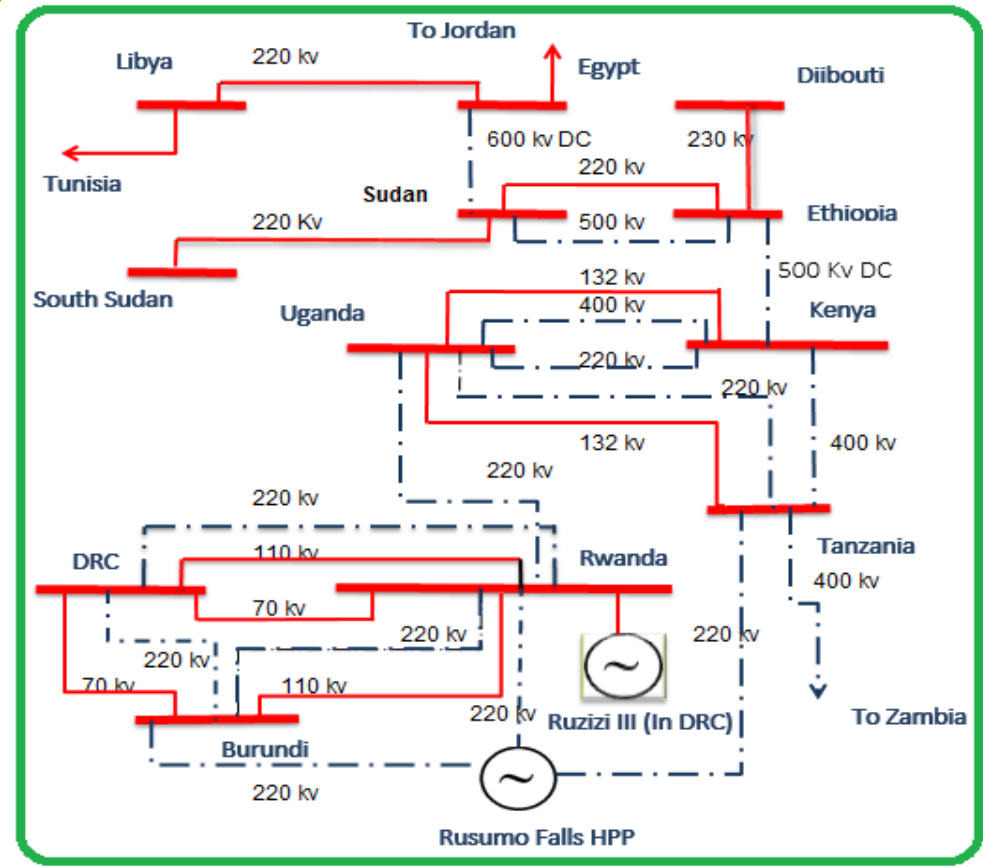 To Jordan
Libya
220 kv
Egypt
Diibouti
600 kv DC
230 kv
Tunisia
220 kv
Sudan
Ethiopia
220 Kv
500 kv
500 Kv DC
South Sudan
132 kv
Uganda
400 kv
Kenya
220 kv
220 kv
132 kv
400 kv
220 kv
220 kv
DRC
110 kv
Rwanda
Tanzania
400 kv
70 kv
220 kv
220 kv
220 kv
70 kv
110 kv
220 kv
Ruzizi III (In DRC)
To Zambia
Burundi
220 kv
Rusumo Falls HPP